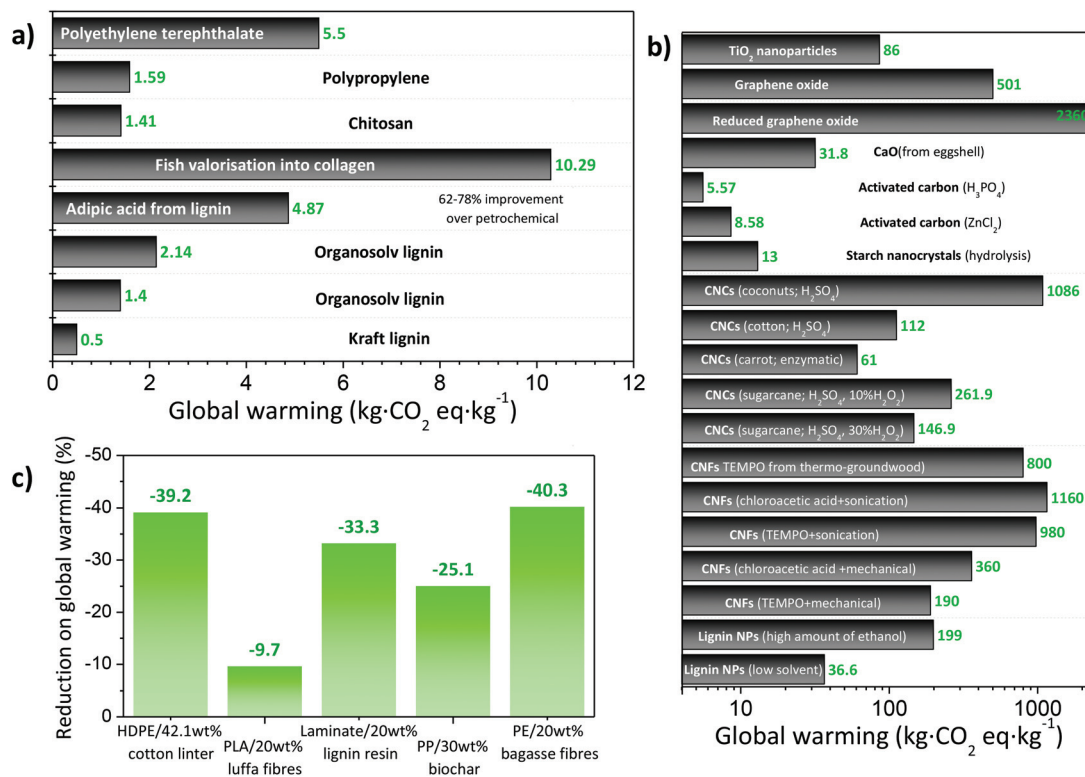 a)
Polyethylene terephthalate 5.5
1.59 Polypropylene
1.41 Chitosan
Fish valorisation into collagen 10.29
Adipic acid from lignin 4.87 62-78% improvement
over petrochemical
2.14 Organosolv lignin
1.4 Organosolv lignin
0.5 Kraft lignin
0 2 4 6 8 10 12
Global warming (kg·CO₂ eq·kg⁻¹)
b)
TiO₂ nanoparticles 86
Graphene oxide 501
Reduced graphene oxide 2360
31.8 CaO(from eggshell)
5.57 Activated carbon (H₃PO₄)
8.58 Activated carbon (ZnCl₂)
13 Starch nanocrystals (hydrolysis)
CNCs (coconuts; H₂SO₄) 1086
CNCs (cotton; H₂SO₄) 112
CNCs (carrot; enzymatic) 61
CNCs (sugarcane; H₂SO₄, 10%H₂O₂) 261.9
CNCs (sugarcane; H₂SO₄, 30%H₂O₂) 146.9
CNFs TEMPO from thermo-groundwood) 800
CNFs (chloroacetic acid+sonication) 1160
CNFs (TEMPO+sonication) 980
CNFs (chloroacetic acid +mechanical) 360
CNFs (TEMPO+mechanical) 190
Lignin NPs (high amount of ethanol) 199
Lignin NPs (low solvent) 36.6
10 100 1000
Global warming (kg·CO₂ eq·kg⁻¹)
c)
Reduction on global warming (%)
-50
-40
-30
-20
-10
0
-39.2
-9.7
-33.3
-25.1
-40.3
HDPE/42.1wt%
cotton linter
PLA/20wt%
luffa fibres
Laminate/20wt%
lignin resin
PP/30wt%
biochar
PE/20wt%
bagasse fibres